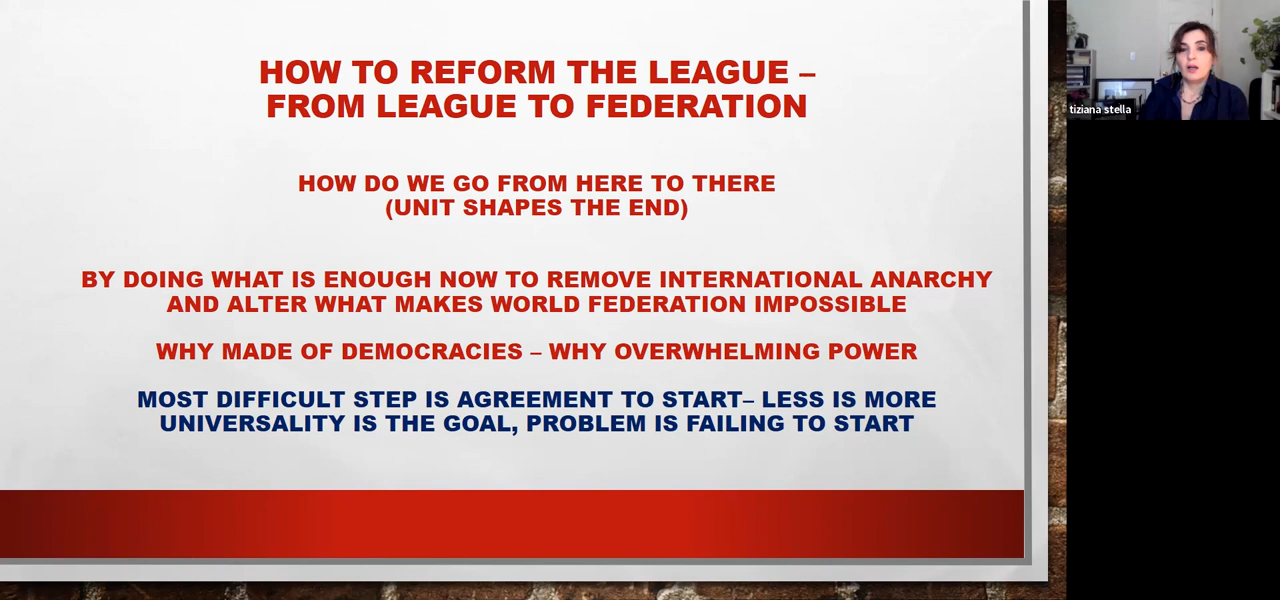 HOW TO REFORM THE LEAGUE –
FROM LEAGUE TO FEDERATION
HOW DO WE GO FROM HERE TO THERE
(UNIT SHAPES THE END)
BY DOING WHAT IS ENOUGH NOW TO REMOVE INTERNATIONAL ANARCHY
AND ALTER WHAT MAKES WORLD FEDERATION IMPOSSIBLE
WHY MADE OF DEMOCRACIES – WHY OVERWHELMING POWER
MOST DIFFICULT STEP IS AGREEMENT TO START– LESS IS MORE
UNIVERSALITY IS THE GOAL, PROBLEM IS FAILING TO START
tiziana stella